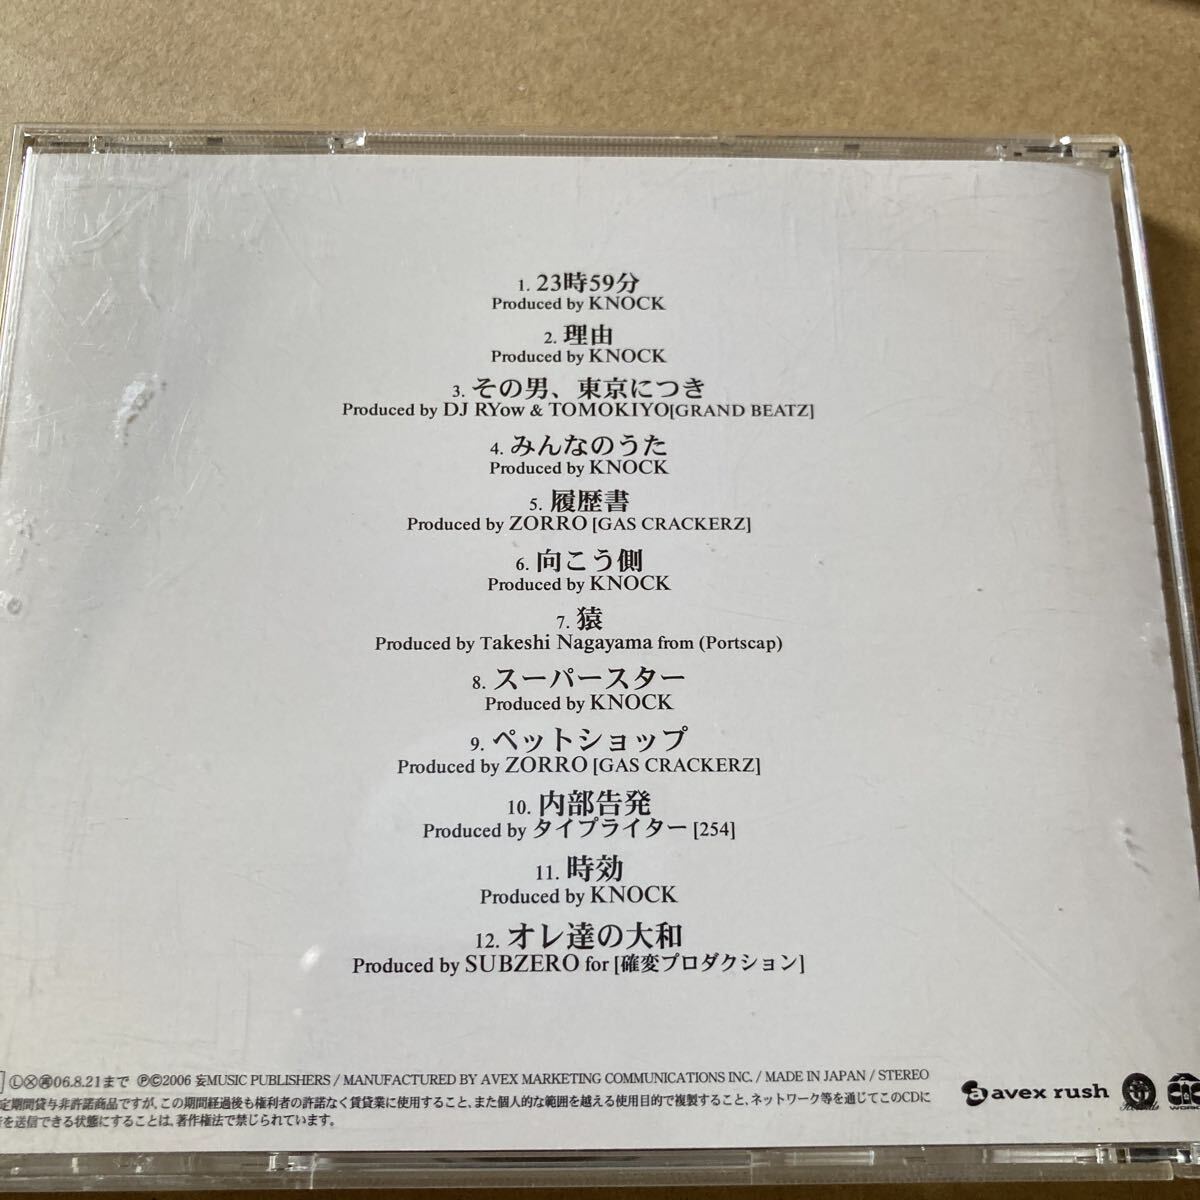 1. 23時59分
Produced by KNOCK
2. 理由
Produced by KNOCK
3. その男、東京につき
Produced by DJ RYow & TOMOKIYO[GRAND BEATZ]
4. みんなのうた
Produced by KNOCK
5. 履歴書
Produced by ZORRO [GAS CRACKERZ]
6. 向こう側
Produced by KNOCK
7. 猿
Produced by Takeshi Nagayama from (Portscap)
8. スーパースター
Produced by KNOCK
9. ペットショップ
Produced by ZORRO [GAS CRACKERZ]
10. 内部告発
Produced by タイプライター [254]
11. 時効
Produced by KNOCK
12. オレ達の大和
Produced by SUBZERO for [確変プロダクション]
06.8.21まで ℗©2006 妄MUSIC PUBLISHERS / MANUFACTURED BY AVEX MARKETING COMMUNICATIONS INC. / MADE IN JAPAN / STEREO
定期間貸与非許諾商品ですが、この期間経過後も権利者の許諾なく賃貸業に使用すること、また個人的な範囲を越える使用目的で複製すること、ネットワーク等を通じてこのCDに
を送信できる状態にすることは、著作権法で禁じられています。
avex rush